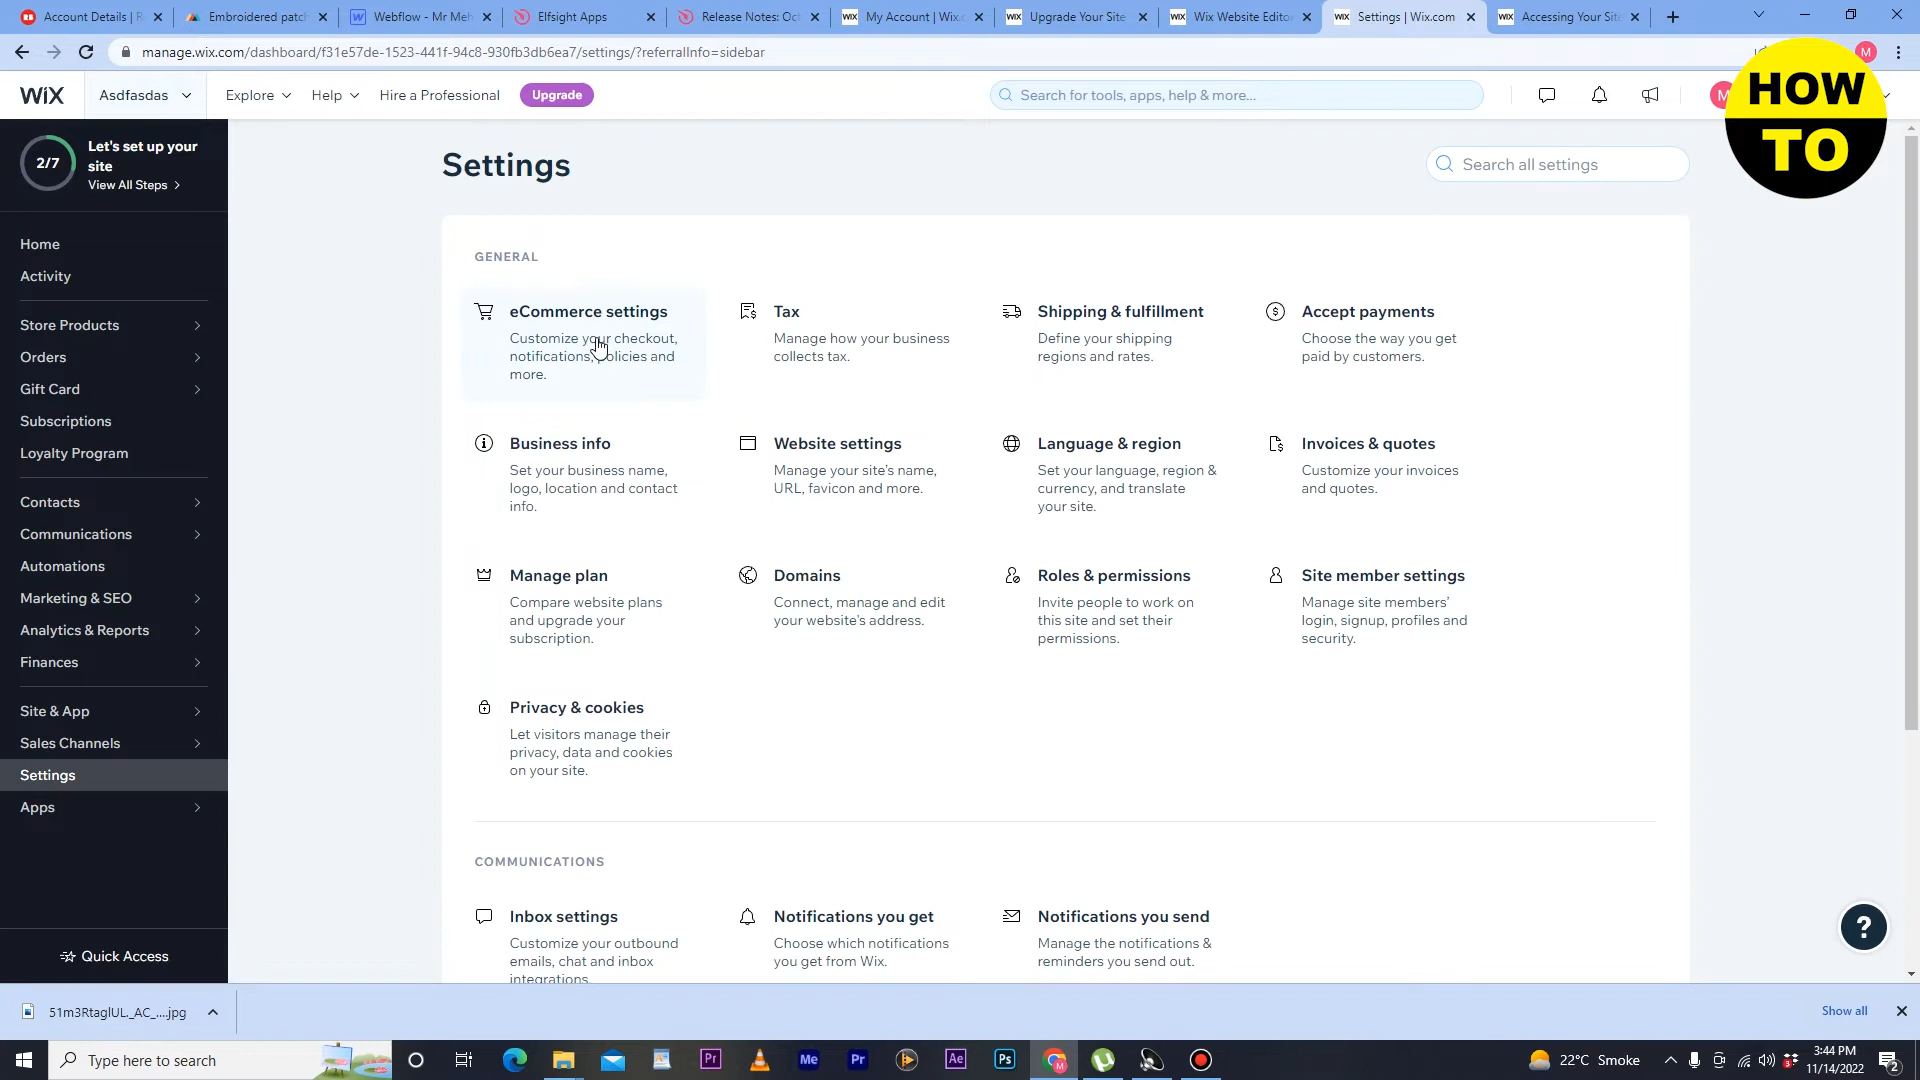 Account Details | R
Embroidered patch
Webflow - Mr Meh
Elfsight Apps
Release Notes: Oct
My Account | Wix.c
Upgrade Your Site
Wix Website Editor
Settings | Wix.com
Accessing Your Site
manage.wix.com/dashboard/f31e57de-1523-441f-94c8-930fb3db6ea7/settings/?referralInfo=sidebar
M
WiX
Asdfasdas
Explore
Help
Hire a Professional
Upgrade
Search for tools, apps, help & more...
M
HOW
TO
2/7
Let's set up your
site
View All Steps
Home
Activity
Store Products
Orders
Gift Card
Subscriptions
Loyalty Program
Contacts
Communications
Automations
Marketing & SEO
Analytics & Reports
Finances
Site & App
Sales Channels
Settings
Apps
Quick Access
Settings
Search all settings
GENERAL
eCommerce settings
Customize your checkout,
notifications, policies and
more.
Tax
Manage how your business
collects tax.
Shipping & fulfillment
Define your shipping
regions and rates.
Accept payments
Choose the way you get
paid by customers.
Business info
Set your business name,
logo, location and contact
info.
Website settings
Manage your site's name,
URL, favicon and more.
Language & region
Set your language, region &
currency, and translate
your site.
Invoices & quotes
Customize your invoices
and quotes.
Manage plan
Compare website plans
and upgrade your
subscription.
Domains
Connect, manage and edit
your website's address.
Roles & permissions
Invite people to work on
this site and set their
permissions.
Site member settings
Manage site members'
login, signup, profiles and
security.
Privacy & cookies
Let visitors manage their
privacy, data and cookies
on your site.
COMMUNICATIONS
Inbox settings
Customize your outbound
emails, chat and inbox
integrations.
Notifications you get
Choose which notifications
you get from Wix.
Notifications you send
Manage the notifications &
reminders you send out.
?
51m3RtaglUL._AC_....jpg
Show all
Type here to search
Pr
Me
Pr
Ae
Ps
22°C Smoke
3:44 PM
11/14/2022
2